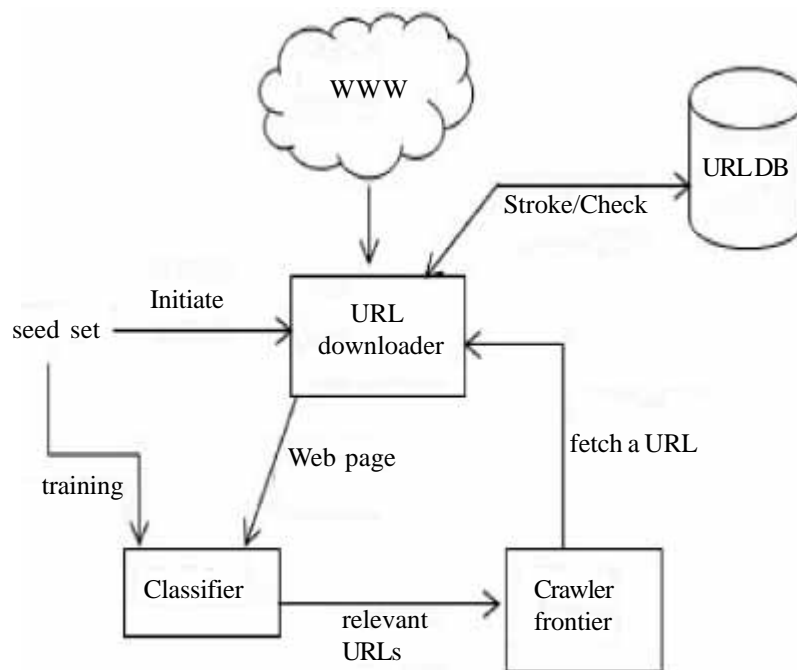 WWW
URL DB
Stroke/Check
Initiate
URL
downloader
seed set
fetch a URL
Web page
training
Classifier
Crawler
frontier
relevant
URLs